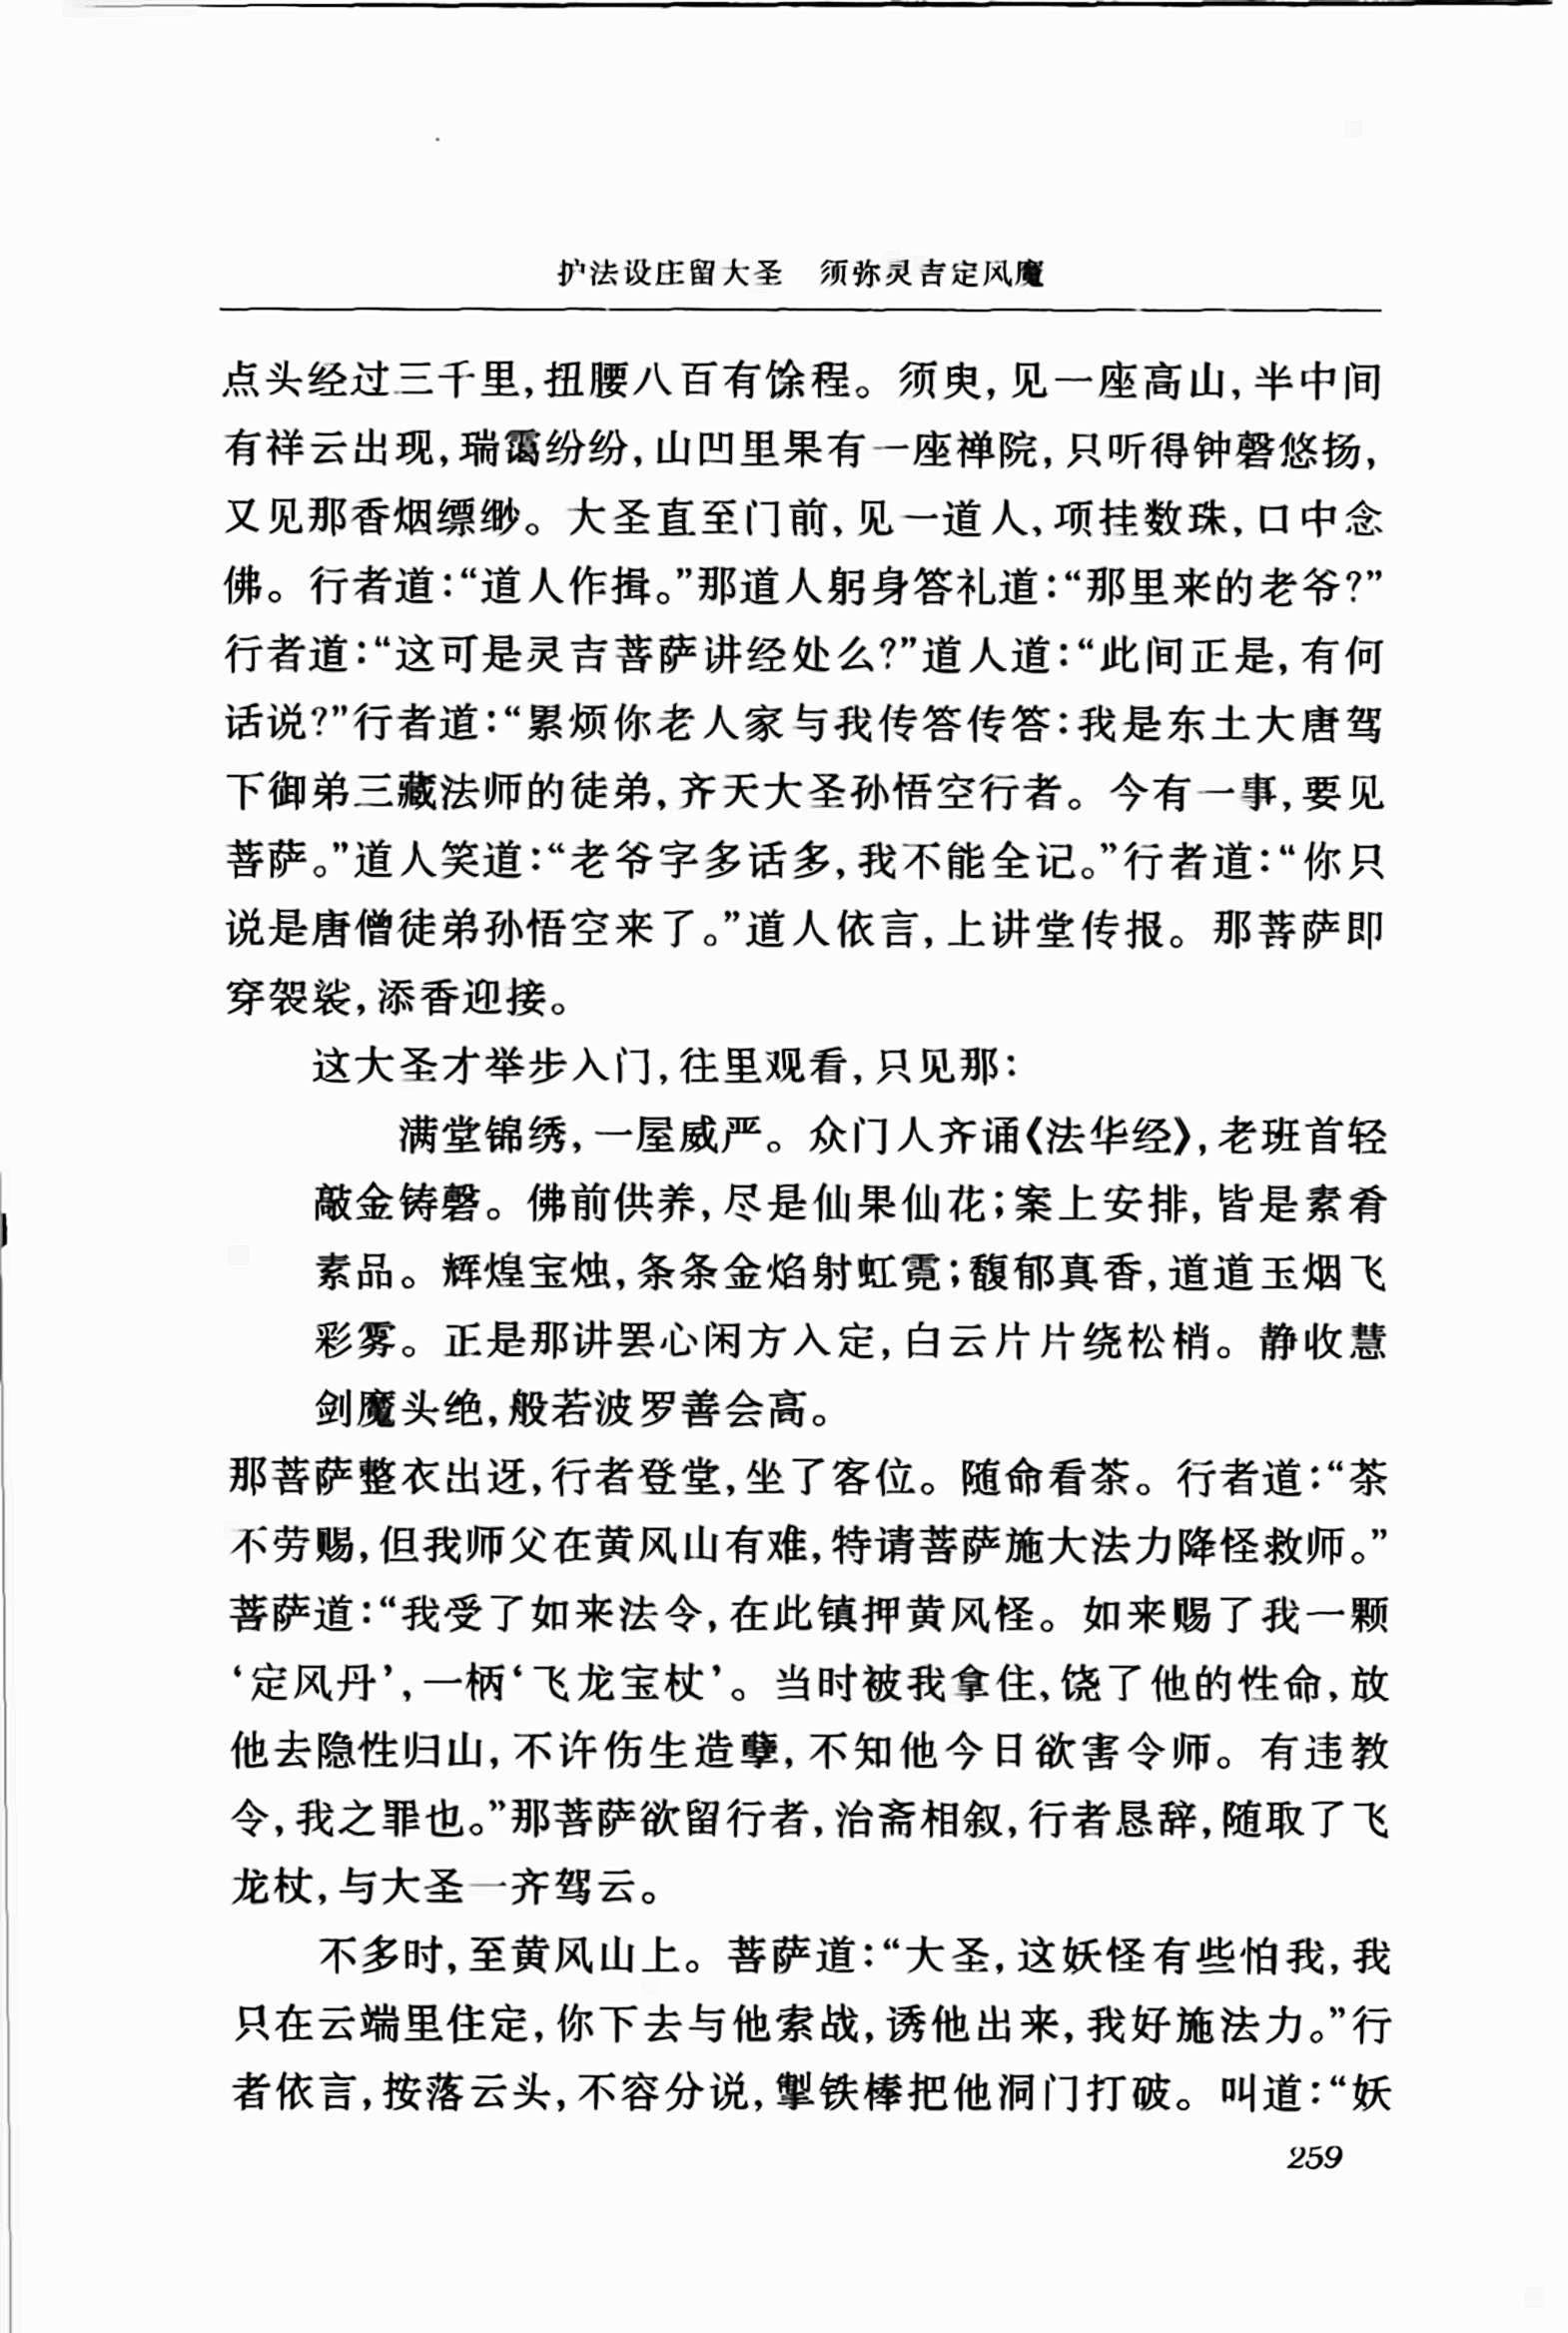 护法设庄留大圣　须弥灵吉定风魔
点头经过三千里,扭腰八百有馀程。须臾,见一座高山,半中间
有祥云出现,瑞霭纷纷,山凹里果有一座禅院,只听得钟磬悠扬,
又见那香烟缥缈。大圣直至门前,见一道人,项挂数珠,口中念
佛。行者道:“道人作揖。”那道人躬身答礼道:“那里来的老爷?”
行者道:“这可是灵吉菩萨讲经处么?”道人道:“此间正是,有何
话说?”行者道:“累烦你老人家与我传答传答:我是东土大唐驾
下御弟三藏法师的徒弟,齐天大圣孙悟空行者。今有一事,要见
菩萨。”道人笑道:“老爷字多话多,我不能全记。”行者道:“你只
说是唐僧徒弟孙悟空来了。”道人依言,上讲堂传报。那菩萨即
穿袈裟,添香迎接。
这大圣才举步入门,往里观看,只见那:
满堂锦绣,一屋威严。众门人齐诵《法华经》,老班首轻
敲金铸磬。佛前供养,尽是仙果仙花;案上安排,皆是素肴
素品。辉煌宝烛,条条金焰射虹霓;馥郁真香,道道玉烟飞
彩雾。正是那讲罢心闲方入定,白云片片绕松梢。静收慧
剑魔头绝,般若波罗善会高。
那菩萨整衣出迓,行者登堂,坐了客位。随命看茶。行者道:“茶
不劳赐,但我师父在黄风山有难,特请菩萨施大法力降怪救师。”
菩萨道:“我受了如来法令,在此镇押黄风怪。如来赐了我一颗
‘定风丹’,一柄‘飞龙宝杖’。当时被我拿住,饶了他的性命,放
他去隐性归山,不许伤生造孽,不知他今日欲害令师。有违教
令,我之罪也。”那菩萨欲留行者,治斋相叙,行者恳辞,随取了飞
龙杖,与大圣一齐驾云。
不多时,至黄风山上。菩萨道:“大圣,这妖怪有些怕我,我
只在云端里住定,你下去与他索战,诱他出来,我好施法力。”行
者依言,按落云头,不容分说,掣铁棒把他洞门打破。叫道:“妖
259